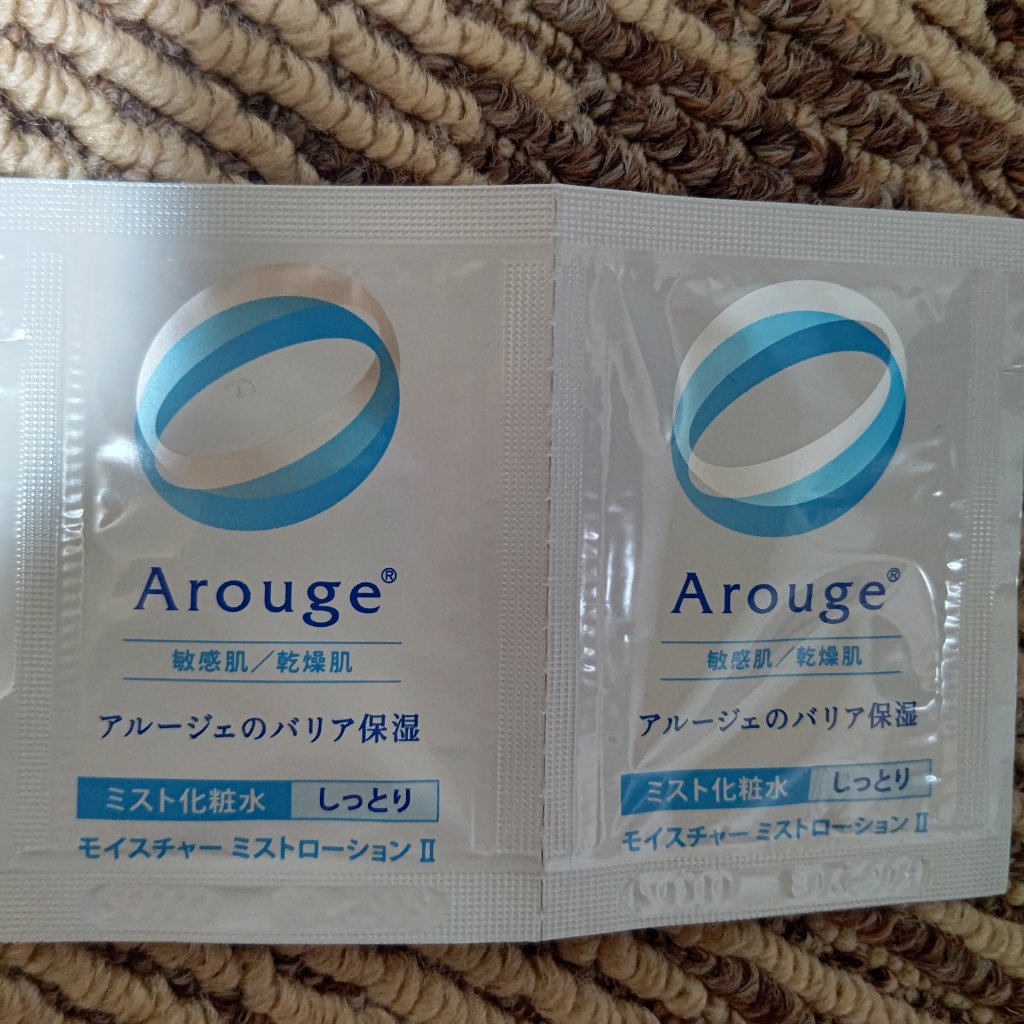 Arouge®
敏感肌/乾燥肌
アルージェのバリア保湿
ミスト化粧水 しっとり
モイスチャー ミストローション Ⅱ
Arouge®
敏感肌/乾燥肌
アルージェのバリア保湿
ミスト化粧水 しっとり
モイスチャー ミストローション Ⅱ